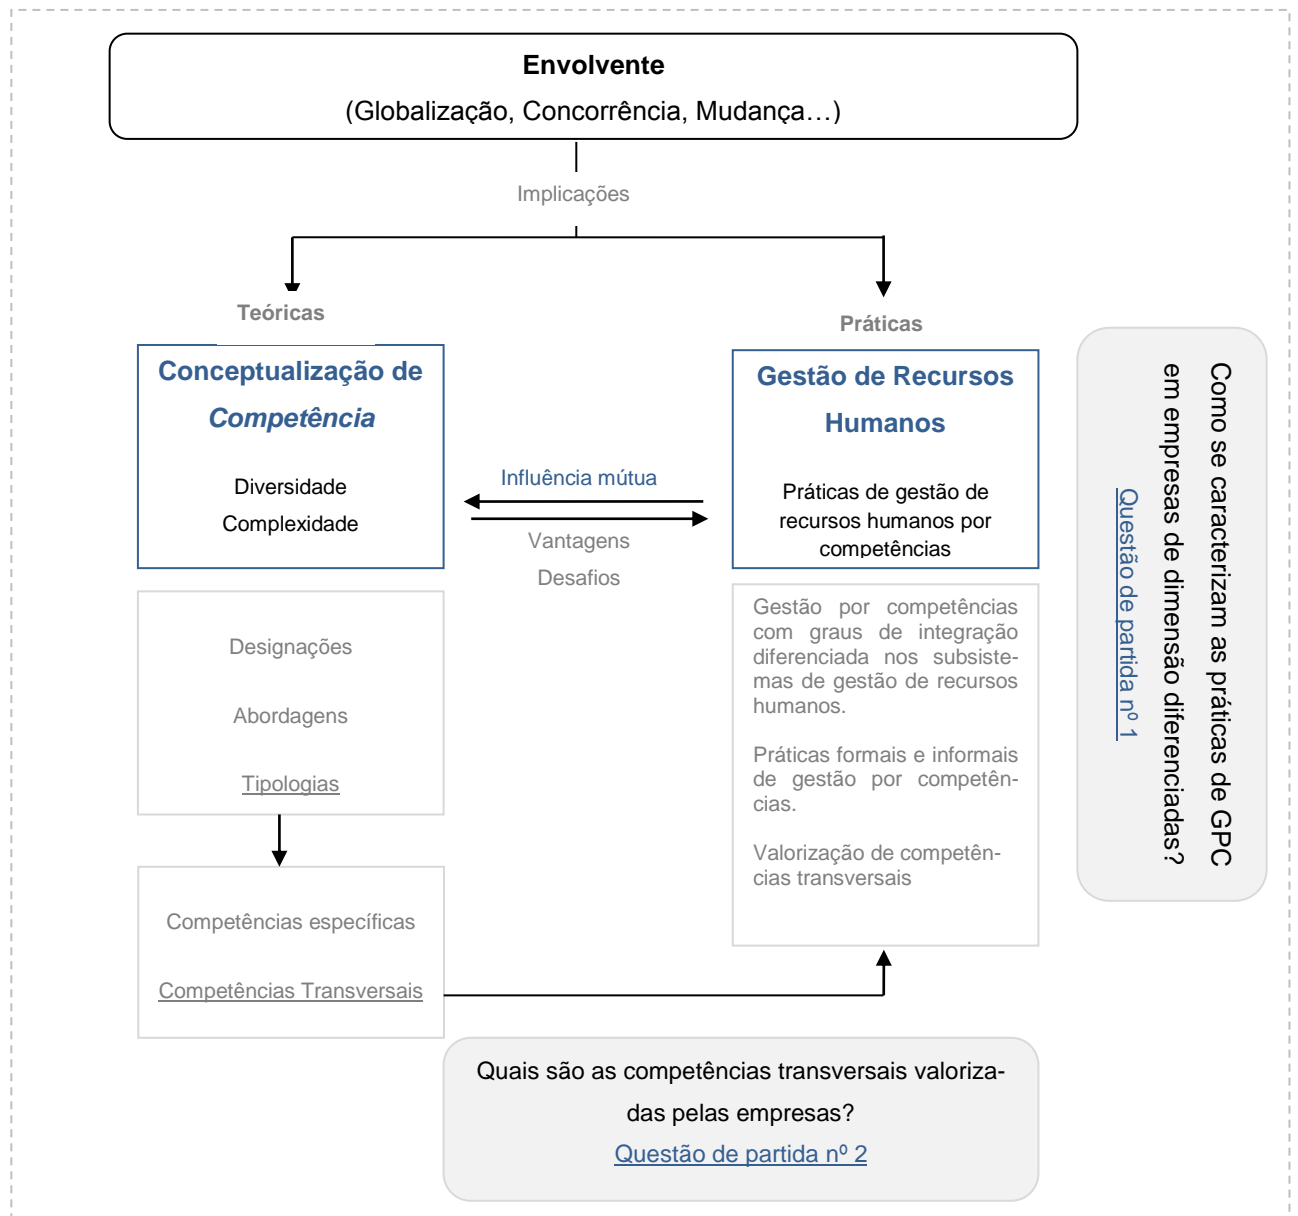 Envolvente
(Globalização, Concorrência, Mudança…)
Implicações
Teóricas
Práticas
Conceptualização de
Competência
Diversidade
Complexidade
Influência mútua
Vantagens
Desafios
Gestão de Recursos
Humanos
Práticas de gestão de
recursos humanos por
competências
Designações
Abordagens
Tipologias
Gestão por competências
com graus de integração
diferenciada nos subsiste-
mas de gestão de recursos
humanos.
Práticas formais e informais
de gestão por competên-
cias.
Valorização de competên-
cias transversais
Competências específicas
Competências Transversais
Como se caracterizam as práticas de GPC
em empresas de dimensão diferenciadas?
Questão de partida nº 1
Quais são as competências transversais valoriza-
das pelas empresas?
Questão de partida nº 2